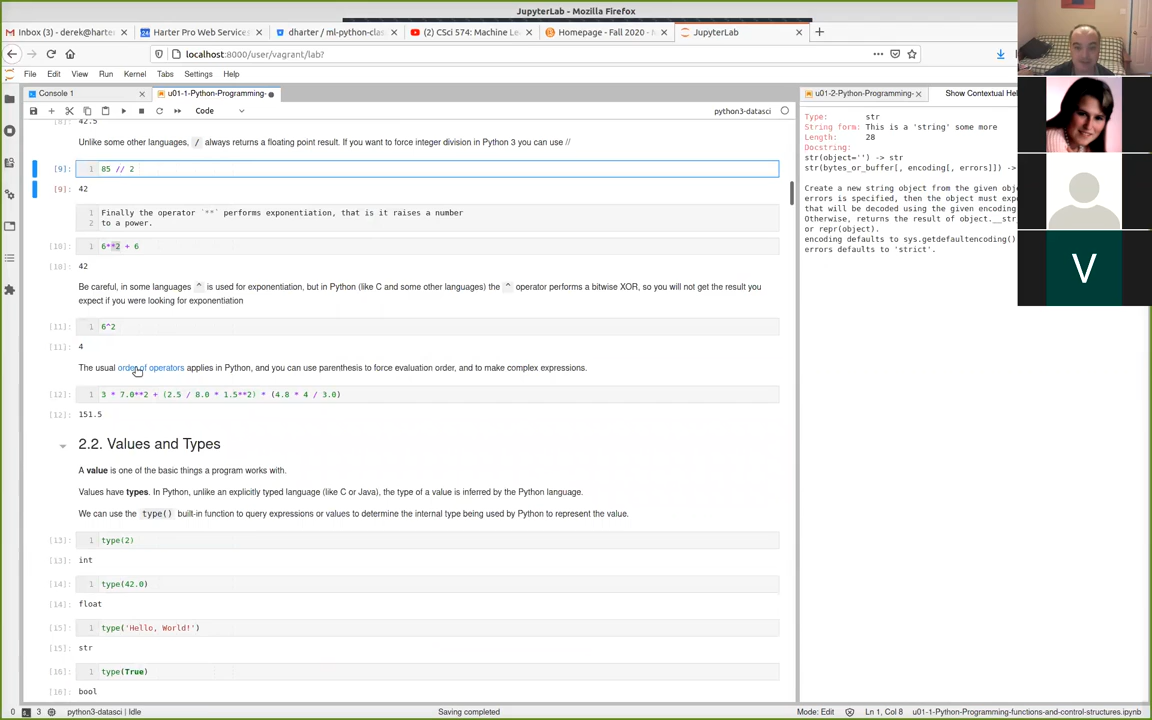 JupyterLab - Mozilla Firefox
Inbox (3) - derek@harter
Harter Pro Web Services
dharter / ml-python-clas
(2) CSci 574: Machine Le
Homepage - Fall 2020 - m
JupyterLab
localhost:8000/user/vagrant/lab?
File Edit View Run Kernel Tabs Settings Help
Console 1
u01-1-Python-Programming-
u01-2-Python-Programming-
Show Contextual Hel
Code
python3-datasci
[8]: 42.5
Unlike some other languages, / always returns a floating point result. If you want to force integer division in Python 3 you can use //
[9]: 1 85 // 2
[9]: 42
1 Finally the operator `**` performs exponentiation, that is it raises a number
2 to a power.
[10]: 1 6**2 + 6
[10]: 42
Be careful, in some languages ^ is used for exponentiation, but in Python (like C and some other languages) the ^ operator performs a bitwise XOR, so you will not get the result you
expect if you were looking for exponentiation
[11]: 1 6^2
[11]: 4
The usual order of operators applies in Python, and you can use parenthesis to force evaluation order, and to make complex expressions.
[12]: 1 3 * 7.0**2 + (2.5 / 8.0 * 1.5**2) * (4.8 * 4 / 3.0)
[12]: 151.5
2.2. Values and Types
A value is one of the basic things a program works with.
Values have types. In Python, unlike an explicitly typed language (like C or Java), the type of a value is inferred by the Python language.
We can use the type() built-in function to query expressions or values to determine the internal type being used by Python to represent the value.
[13]: 1 type(2)
[13]: int
[14]: 1 type(42.0)
[14]: float
[15]: 1 type('Hello, World!')
[15]: str
[16]: 1 type(True)
[16]: bool
Type: str
String form: This is a 'string' some more
Length: 28
Docstring:
str(object='') -> str
str(bytes_or_buffer[, encoding[, errors]])
Create a new string object from the given obje
errors is specified, then the object must expo
that will be decoded using the given encoding
Otherwise, returns the result of object.__str
or repr(object).
encoding defaults to sys.getdefaultencoding()
errors defaults to 'strict'.
V
0 3 python3-datasci | Idle
Saving completed
Mode: Edit Ln 1, Col 8 u01-1-Python-Programming-functions-and-control-structures.ipynb